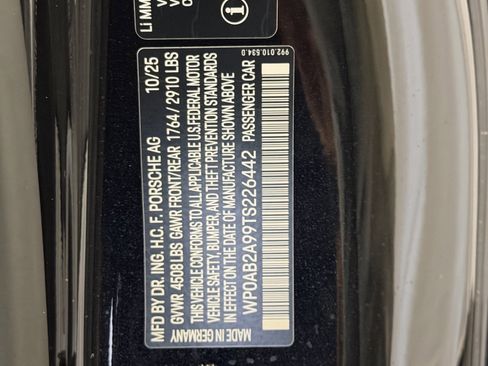 Li MM
992.010.534.0
MFD BY DR. ING. H.C. F. PORSCHE AG 10/25
GVWR 4508 LBS GAWR FRONT/REAR 1764 / 2910 LBS
THIS VEHICLE CONFORMS TO ALL APPLICABLE U.S.FEDERAL MOTOR
VEHICLE SAFETY, BUMPER, AND THEFT PREVENTION STANDARDS
IN EFFECT ON THE DATE OF MANUFACTURE SHOWN ABOVE
WP0AB2A99TS226442 PASSENGER CAR
MADE IN GERMANY